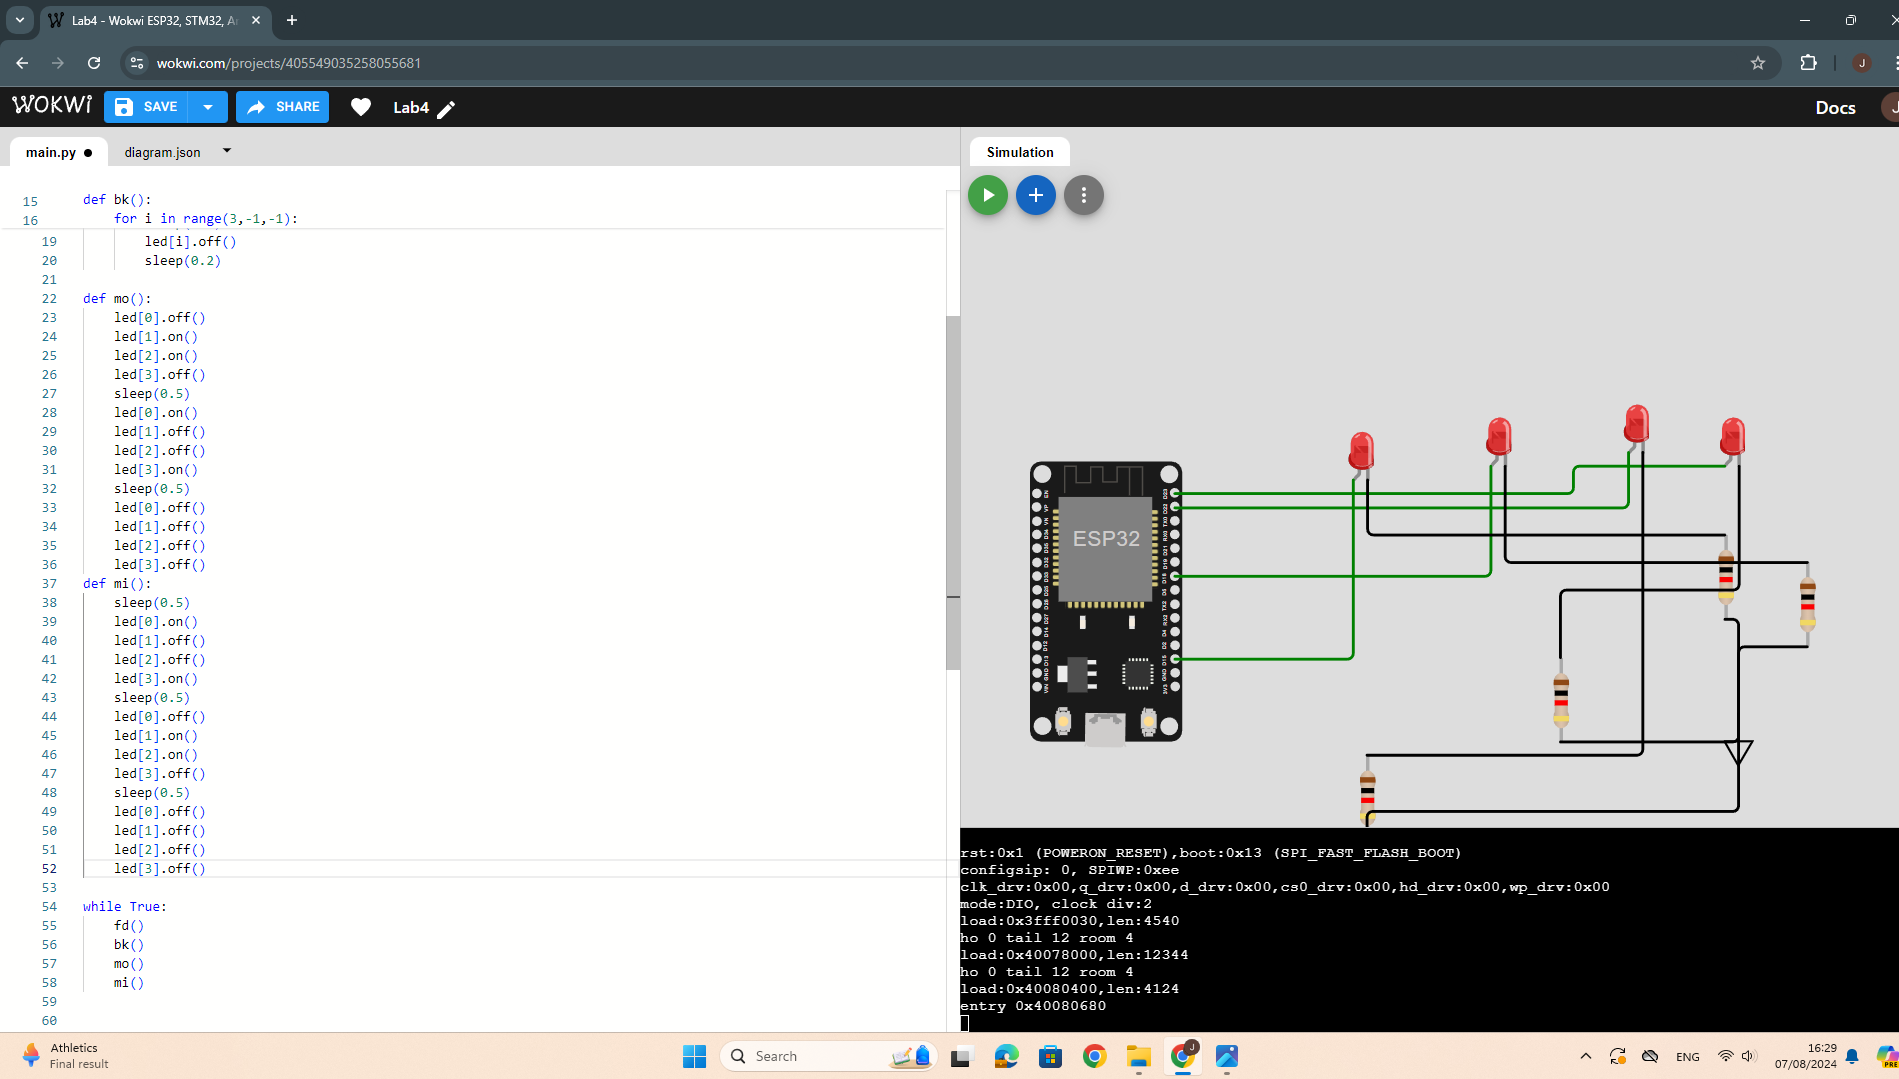 Lab4 - Wokwi ESP32, STM32, Ar
wokwi.com/projects/405549035258055681
J
WOKWi
SAVE
SHARE
Lab4
Docs
J
main.py
diagram.json
Simulation
15 def bk():
16 for i in range(3,-1,-1):
19 led[i].off()
20 sleep(0.2)
21
22 def mo():
23 led[0].off()
24 led[1].on()
25 led[2].on()
26 led[3].off()
27 sleep(0.5)
28 led[0].on()
29 led[1].off()
30 led[2].off()
31 led[3].on()
32 sleep(0.5)
33 led[0].off()
34 led[1].off()
35 led[2].off()
36 led[3].off()
37 def mi():
38 sleep(0.5)
39 led[0].on()
40 led[1].off()
41 led[2].off()
42 led[3].on()
43 sleep(0.5)
44 led[0].off()
45 led[1].on()
46 led[2].on()
47 led[3].off()
48 sleep(0.5)
49 led[0].off()
50 led[1].off()
51 led[2].off()
52 led[3].off()
53
54 while True:
55 fd()
56 bk()
57 mo()
58 mi()
59
60
ESP32
rst:0x1 (POWERON_RESET),boot:0x13 (SPI_FAST_FLASH_BOOT)
configsip: 0, SPIWP:0xee
clk_drv:0x00,q_drv:0x00,d_drv:0x00,cs0_drv:0x00,hd_drv:0x00,wp_drv:0x00
mode:DIO, clock div:2
load:0x3fff0030,len:4540
ho 0 tail 12 room 4
load:0x40078000,len:12344
ho 0 tail 12 room 4
load:0x40080400,len:4124
entry 0x40080680
Athletics
Final result
Search
J
ENG
16:29
07/08/2024
PRE